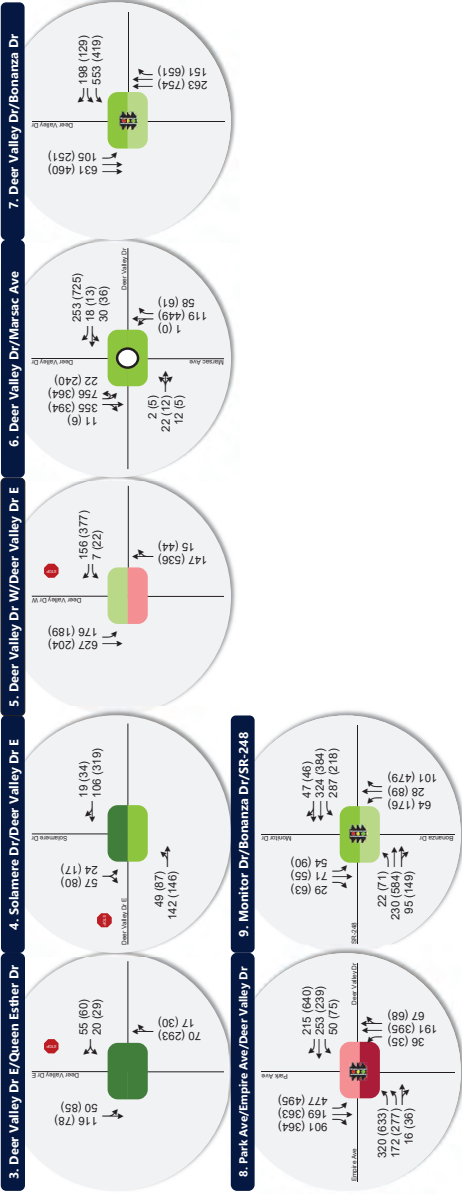 3. Deer Valley Dr E/Queen Esther Dr
Deer Valley Dr E
116 (78)
50 (85)
STOP
55 (60)
20 (29)
17 (30)
70 (293)
4. Solamere Dr/Deer Valley Dr E
Solamere Dr
57 (80)
24 (17)
19 (34)
106 (319)
STOP
Deer Valley Dr E
49 (87)
142 (146)
5. Deer Valley Dr W/Deer Valley Dr E
Deer Valley Dr W
627 (204)
176 (189)
STOP
156 (377)
7 (22)
15 (44)
147 (536)
6. Deer Valley Dr/Marsac Ave
Deer Valley Dr
11 (6)
355 (394)
756 (364)
22 (240)
253 (725)
18 (13)
30 (36)
Deer Valley Dr
2 (5)
22 (12)
12 (5)
1 (0)
119 (449)
58 (61)
Marsac Ave
7. Deer Valley Dr/Bonanza Dr
Deer Valley Dr
631 (460)
105 (251)
198 (129)
553 (419)
263 (754)
151 (651)
8. Park Ave/Empire Ave/Deer Valley Dr
Park Ave
901 (364)
169 (363)
477 (495)
215 (640)
253 (239)
50 (75)
Empire Ave
Deer Valley Dr
320 (633)
172 (277)
16 (36)
36 (35)
191 (395)
67 (68)
9. Monitor Dr/Bonanza Dr/SR-248
Monitor Dr
29 (63)
71 (55)
54 (90)
47 (46)
324 (384)
287 (218)
SR-248
22 (71)
230 (584)
95 (149)
64 (176)
28 (89)
101 (479)
Bonanza Dr